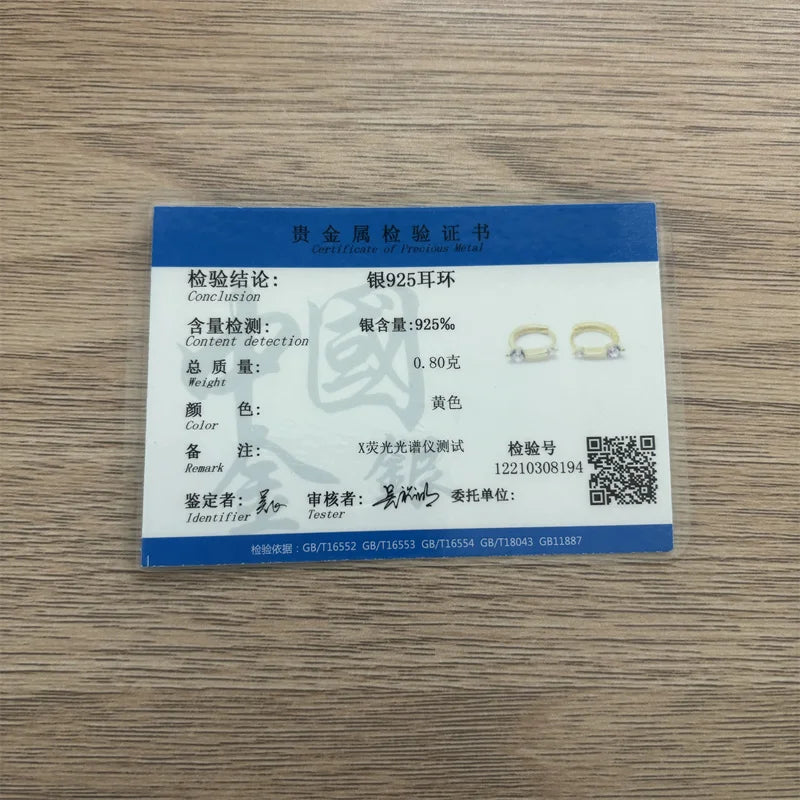 贵金属检验证书
Certificate of Precious Metal
检验结论: 银925耳环
Conclusion
含量检测: 银含量:925‰
Content detection
总质量: 0.80克
Weight
颜色: 黄色
Color
备注: X荧光光谱仪测试
Remark
检验号
12210308194
鉴定者: 审核者: 委托单位:
Identifier Tester
检验依据：GB/T16552 GB/T16553 GB/T16554 GB/T18043 GB11887
中國
金銀